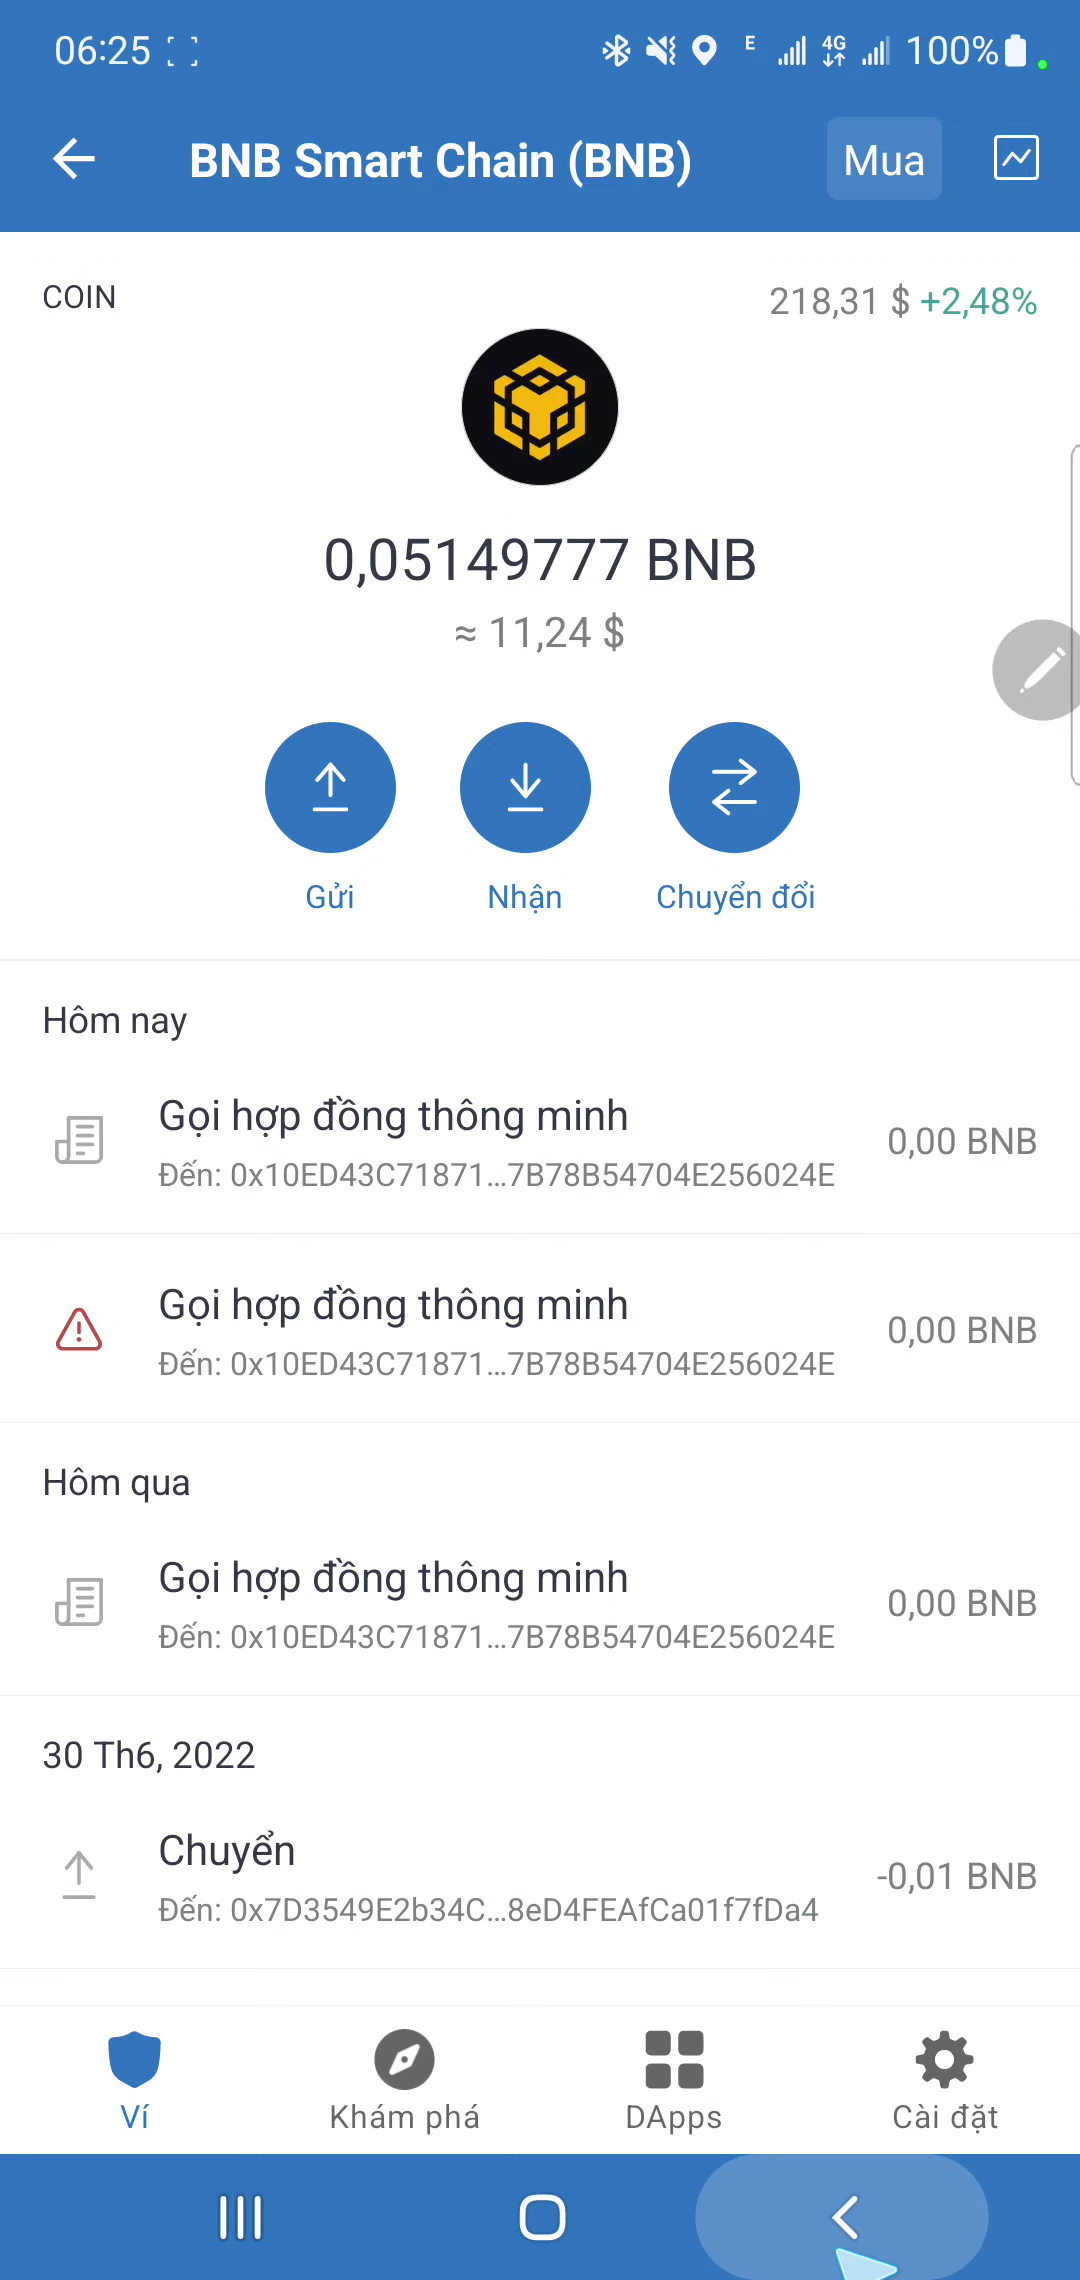 06:25
E 4G 100%
BNB Smart Chain (BNB)
Mua
COIN
218,31 $ +2,48%
0,05149777 BNB
≈ 11,24 $
Gửi
Nhận
Chuyển đổi
Hôm nay
Gọi hợp đồng thông minh
0,00 BNB
Đến: 0x10ED43C71871...7B78B54704E256024E
Gọi hợp đồng thông minh
0,00 BNB
Đến: 0x10ED43C71871...7B78B54704E256024E
Hôm qua
Gọi hợp đồng thông minh
0,00 BNB
Đến: 0x10ED43C71871...7B78B54704E256024E
30 Th6, 2022
Chuyển
-0,01 BNB
Đến: 0x7D3549E2b34C...8eD4FEAfCa01f7fDa4
Ví
Khám phá
DApps
Cài đặt